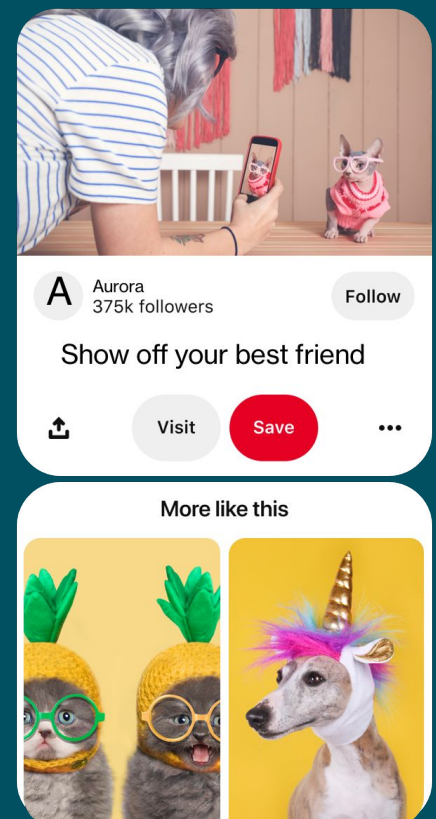 A
Aurora
375k followers
Follow
Show off your best friend
Visit
Save
More like this